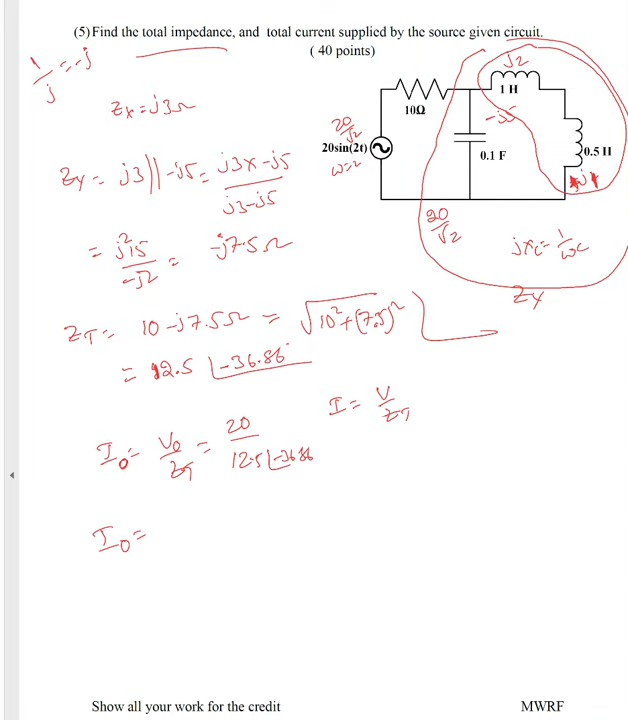 (5) Find the total impedance, and total current supplied by the source given circuit.
( 40 points)
1/j = -j
Zx = j3Ω
j2
1 H
10Ω
-j5
20/√2
20sin(2t)
ω=2
0.1 F
0.5 H
j1
Zy = j3 || -j5 = j3x-j5 / j3-j5
20/√2
= j²15 / -j2 = -j7.5Ω
jxc = 1/ωc
Zy
ZT = 10-j7.5Ω = √10²+(7.5)²
= 12.5 ∠-36.86°
I = V/ZT
I0 = V0/ZT = 20 / 12.5∠-36.86
I0 =
Show all your work for the credit
MWRF